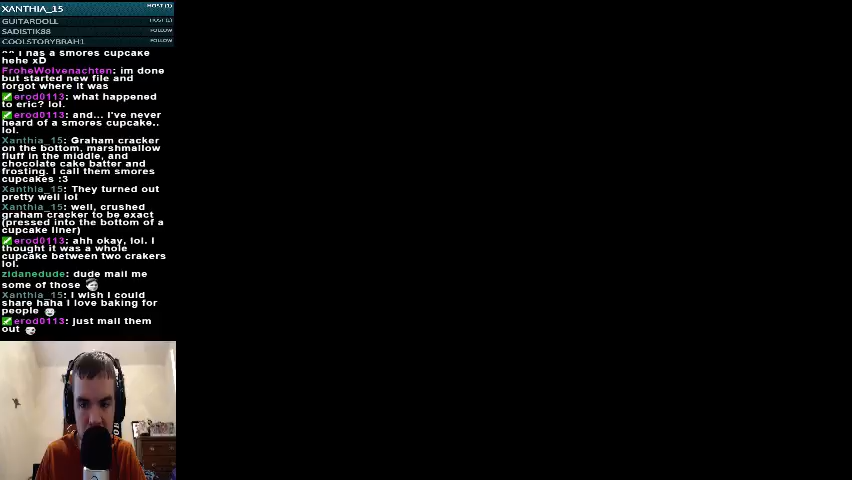 XANTHIA_15 HOST (1)
GUITARDOLL HOST (1)
SADISTIK88 FOLLOW
COOLSTORYBRAH1 FOLLOW
^^ I has a smores cupcake
hehe xD
FroheWolvenachten: im done
but started new file and
forgot where it was
erod0113: what happened
to eric? lol.
erod0113: and... I've never
heard of a smores cupcake..
lol.
Xanthia_15: Graham cracker
on the bottom, marshmallow
fluff in the middle, and
chocolate cake batter and
frosting. I call them smores
cupcakes :3
Xanthia_15: They turned out
pretty well lol
Xanthia_15: well, crushed
graham cracker to be exact
(pressed into the bottom of a
cupcake liner)
erod0113: ahh okay, lol. I
thought it was a whole
cupcake between two crakers
lol.
zidanedude: dude mail me
some of those
Xanthia_15: I wish I could
share haha I love baking for
people
erod0113: just mail them
out